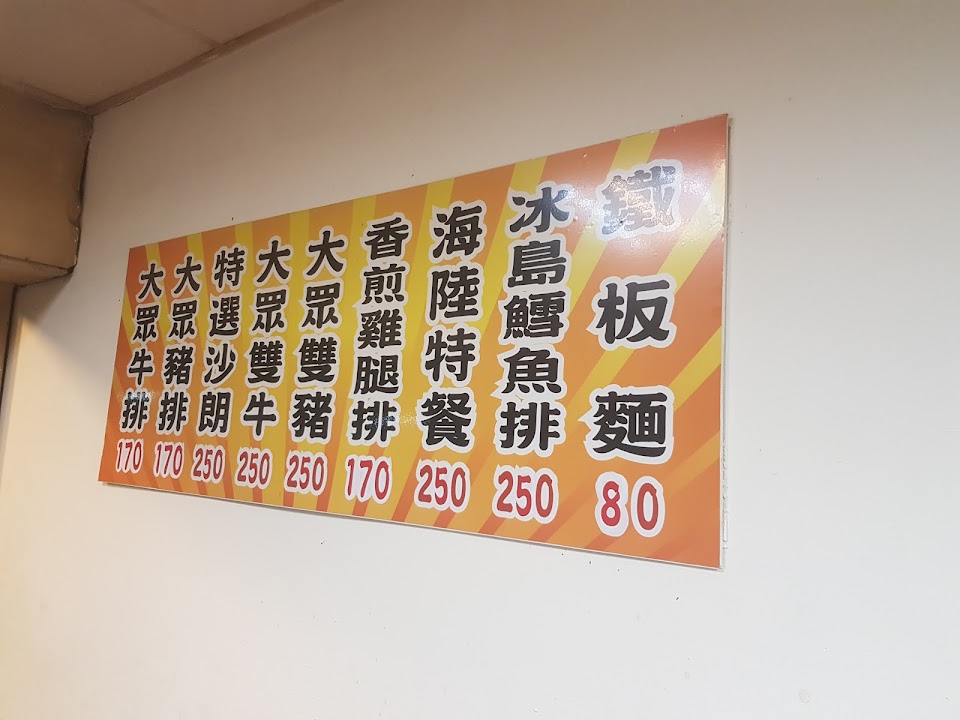 鐵板麵 80
冰島鱈魚排 250
海陸特餐 250
香煎雞腿排 170
大眾雙豬 250
大眾雙牛 250
特選沙朗 250
大眾豬排 170
大眾牛排 170